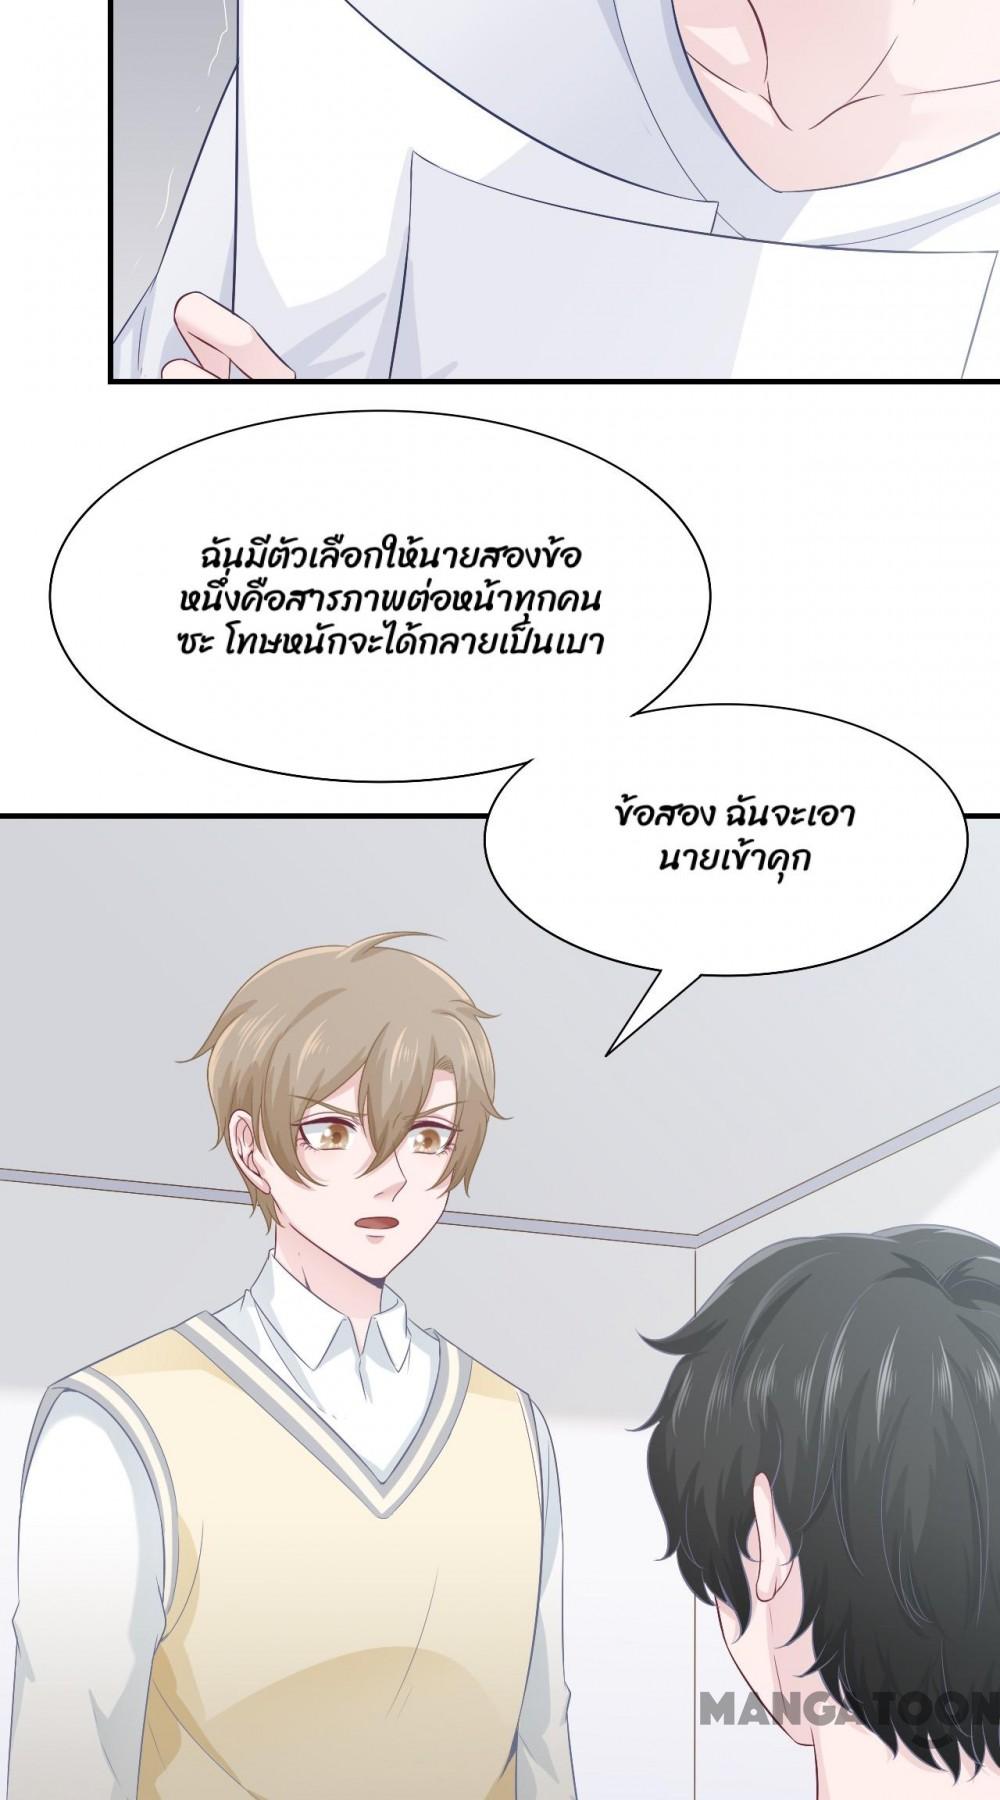 ฉันมีตัวเลือกให้นายสองข้อ
หนึ่งคือสารภาพต่อหน้าทุกคน
ซะ โทษหนักจะได้กลายเป็นเบา
ข้อสอง ฉันจะเอา
นายเข้าคุก
MANGATOON